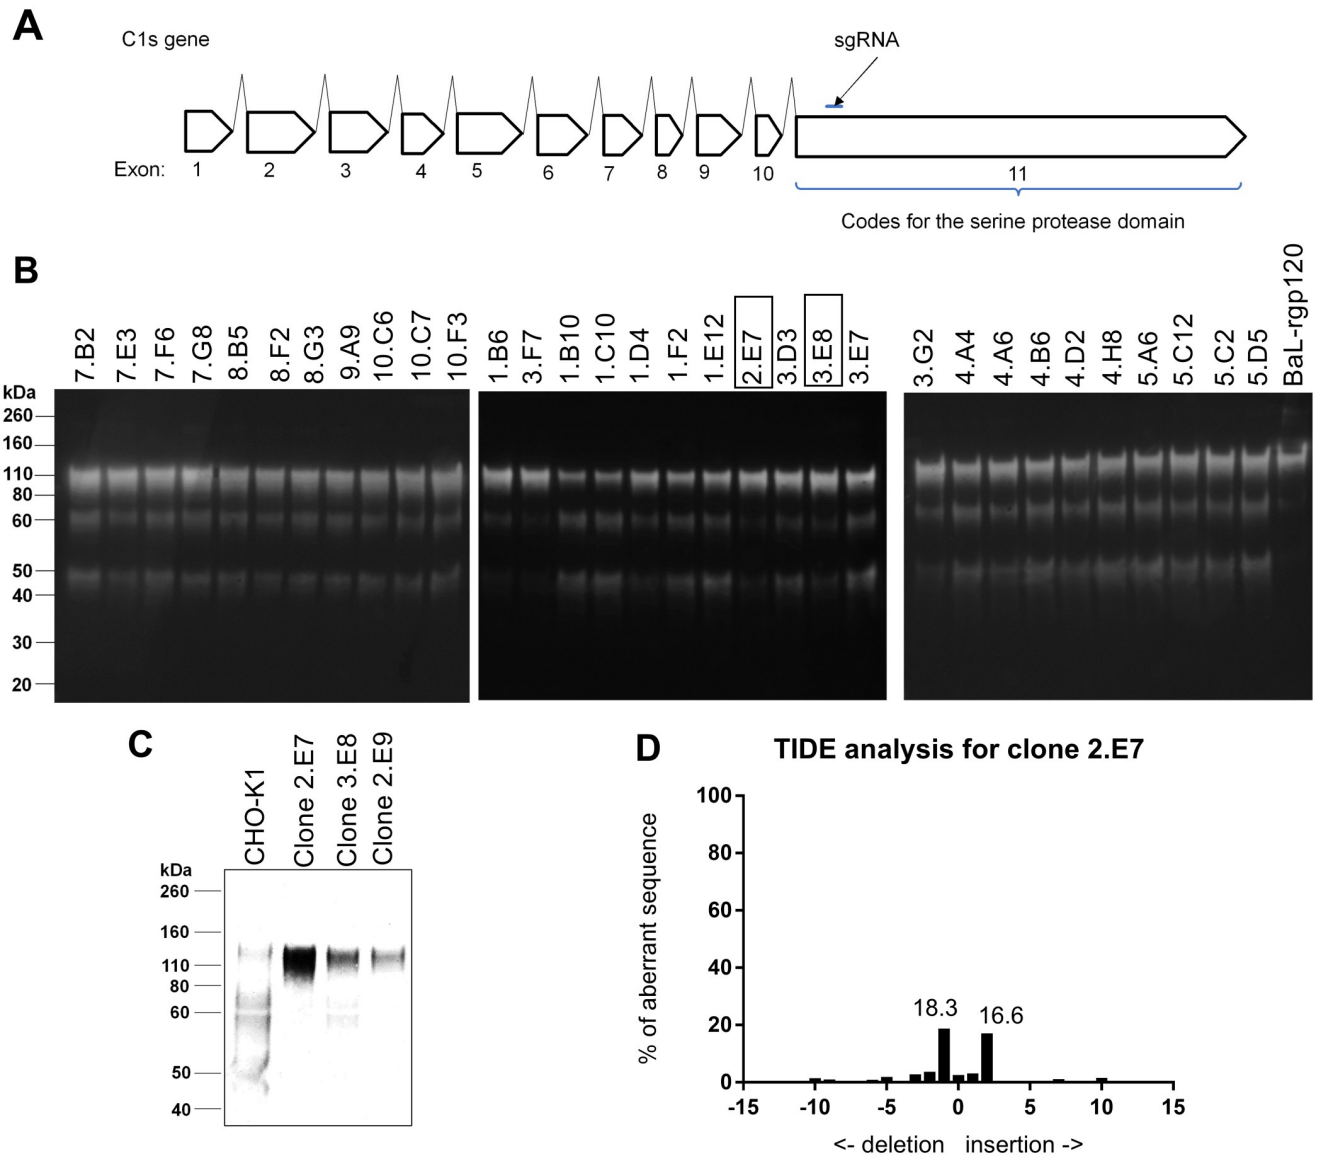 A
C1s gene
sgRNA
Exon: 1 2 3 4 5 6 7 8 9 10 11
Codes for the serine protease domain
B
7.B2 7.E3 7.F6 7.G8 8.B5 8.F2 8.G3 9.A9 10.C6 10.C7 10.F3
1.B6 3.F7 1.B10 1.C10 1.D4 1.F2 1.E12 2.E7 3.D3 3.E8 3.E7
3.G2 4.A4 4.A6 4.B6 4.D2 4.H8 5.A6 5.C12 5.C2 5.D5 BaL-rgp120
kDa
260
160
110
80
60
50
40
30
20
C
CHO-K1
Clone 2.E7
Clone 3.E8
Clone 2.E9
kDa
260
160
110
80
60
50
40
D
TIDE analysis for clone 2.E7
% of aberrant sequence
100
80
60
40
20
0
18.3
16.6
-15 -10 -5 0 5 10 15
<- deletion insertion ->